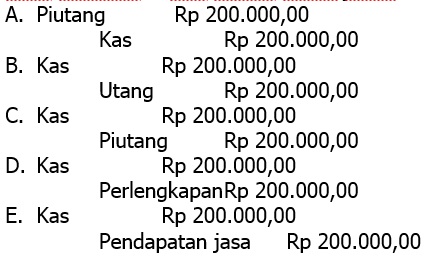 A. Piutang Rp 200.000,00
Kas Rp 200.000,00
B. Kas Rp 200.000,00
Utang Rp 200.000,00
C. Kas Rp 200.000,00
Piutang Rp 200.000,00
D. Kas Rp 200.000,00
PerlengkapanRp 200.000,00
E. Kas Rp 200.000,00
Pendapatan jasa Rp 200.000,00